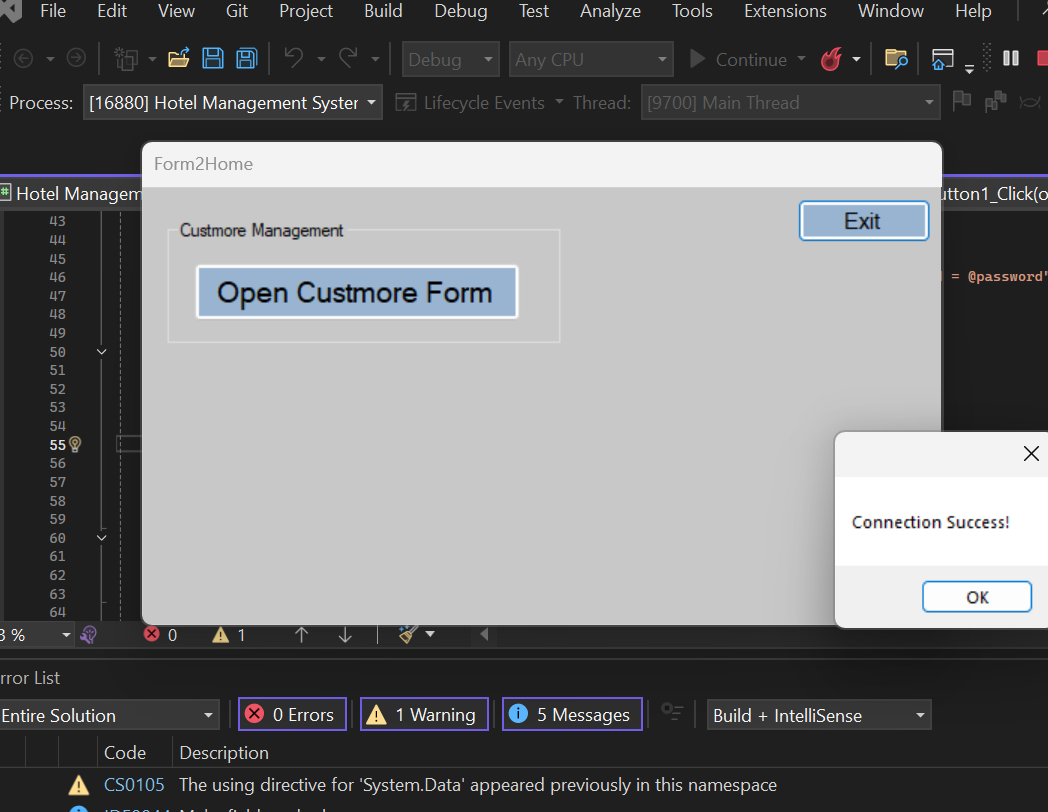 File Edit View Git Project Build Debug Test Analyze Tools Extensions Window Help
Debug Any CPU Continue
Process: [16880] Hotel Management Syster Lifecycle Events Thread: [9700] Main Thread
Form2Home
Hotel Managem utton1_Click(o
Exit
Custmore Management
Open Custmore Form
43
44
45
46 = @password"
47
48
49
50
51
52
53
54
55
56
57
58
59
60
61
62
63
64
Connection Success!
OK
3 % 0 1
rror List
Entire Solution 0 Errors 1 Warning 5 Messages Build + IntelliSense
Code Description
CS0105 The using directive for 'System.Data' appeared previously in this namespace